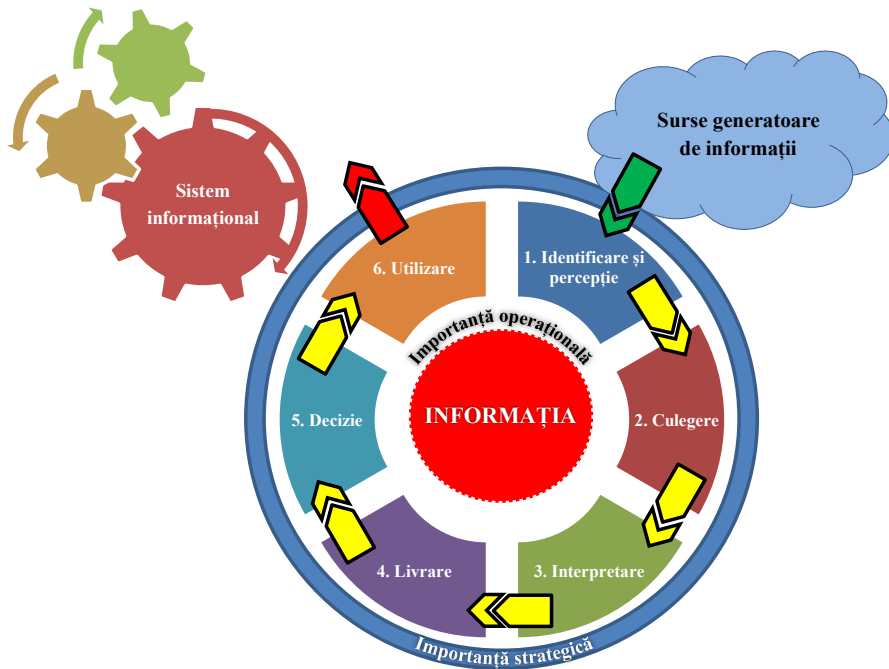 Surse generatoare
de informații
Sistem
informațional
1. Identificare și
percepție
6. Utilizare
Importanță operațională
INFORMAȚIA
5. Decizie
2. Culegere
4. Livrare
3. Interpretare
Importanță strategică